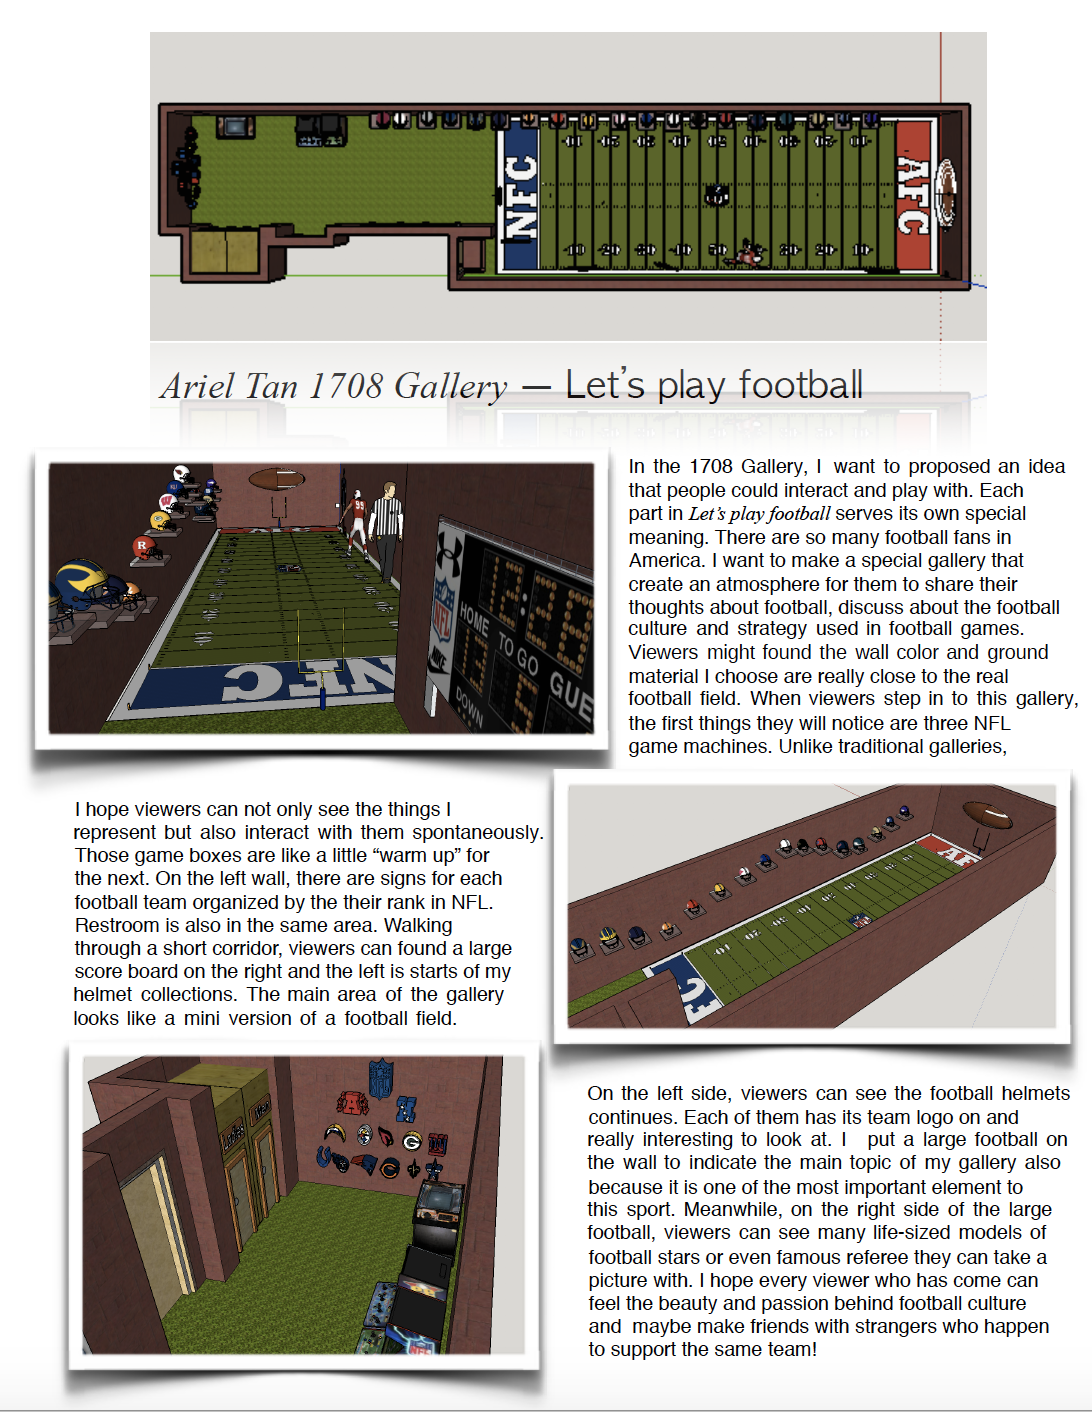 NFC
AFC
Ariel Tan 1708 Gallery — Let's play football
In the 1708 Gallery, I want to proposed an idea
that people could interact and play with. Each
part in Let's play football serves its own special
meaning. There are so many football fans in
America. I want to make a special gallery that
create an atmosphere for them to share their
thoughts about football, discuss about the football
culture and strategy used in football games.
Viewers might found the wall color and ground
material I choose are really close to the real
football field. When viewers step in to this gallery,
the first things they will notice are three NFL
game machines. Unlike traditional galleries,
R
99
NFL
HOME
TO GO
GUE
DOWN
NFC
I hope viewers can not only see the things I
represent but also interact with them spontaneously.
Those game boxes are like a little “warm up” for
the next. On the left wall, there are signs for each
football team organized by the their rank in NFL.
Restroom is also in the same area. Walking
through a short corridor, viewers can found a large
score board on the right and the left is starts of my
helmet collections. The main area of the gallery
looks like a mini version of a football field.
AF
Ladies
Men
G
NFL
On the left side, viewers can see the football helmets
continues. Each of them has its team logo on and
really interesting to look at. I put a large football on
the wall to indicate the main topic of my gallery also
because it is one of the most important element to
this sport. Meanwhile, on the right side of the large
football, viewers can see many life-sized models of
football stars or even famous referee they can take a
picture with. I hope every viewer who has come can
feel the beauty and passion behind football culture
and maybe make friends with strangers who happen
to support the same team!